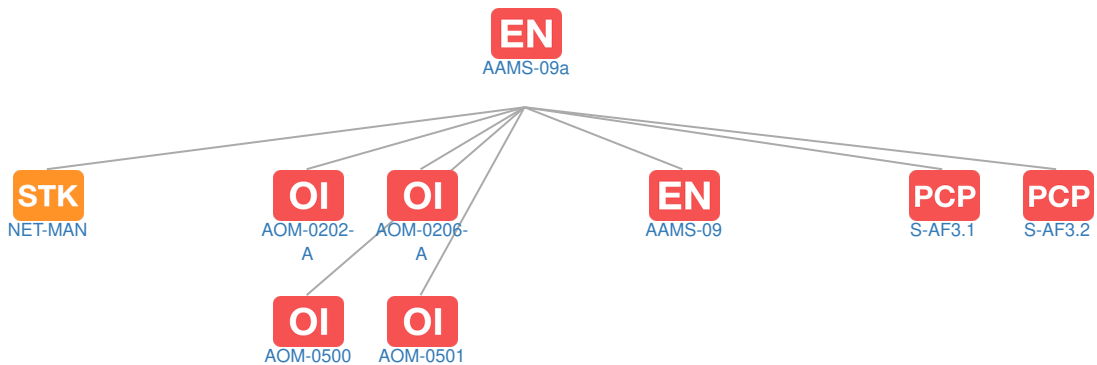 EN
AAMS-09a
STK
NET-MAN
OI
AOM-0202-
A
OI
AOM-0206-
A
EN
AAMS-09
PCP
S-AF3.1
PCP
S-AF3.2
OI
AOM-0500
OI
AOM-0501